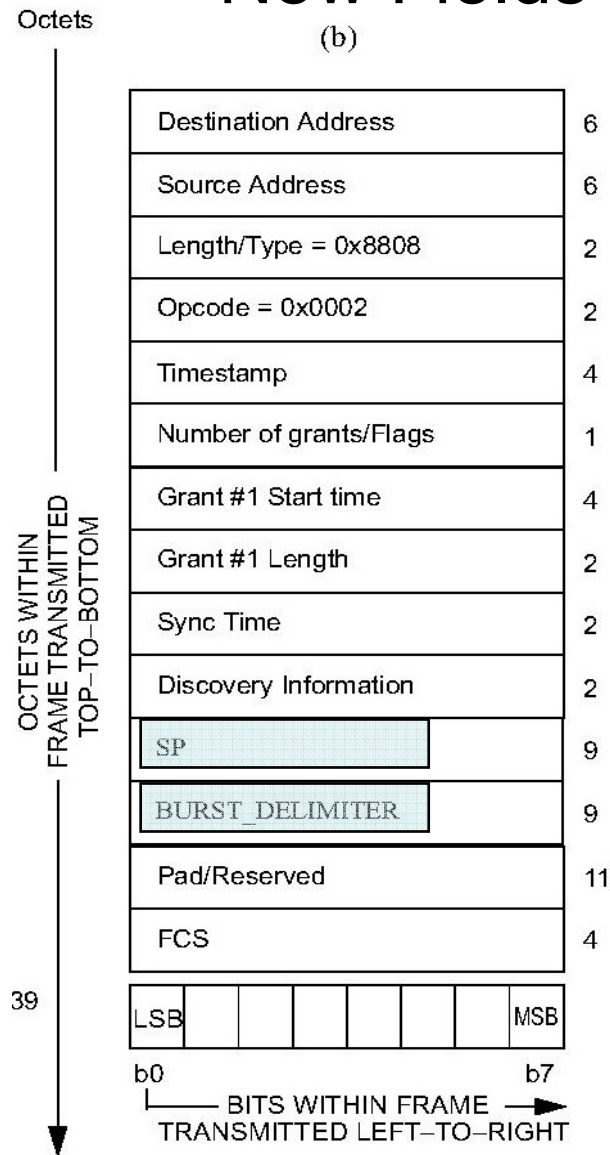 New Fields
Octets
(b)
Destination Address 6
Source Address 6
Length/Type = 0x8808 2
Opcode = 0x0002 2
Timestamp 4
Number of grants/Flags 1
Grant #1 Start time 4
Grant #1 Length 2
Sync Time 2
Discovery Information 2
SP 9
BURST_DELIMITER 9
Pad/Reserved 11
FCS 4
OCTETS WITHIN
FRAME TRANSMITTED
TOP–TO–BOTTOM
39
LSB MSB
b0 b7
BITS WITHIN FRAME
TRANSMITTED LEFT–TO–RIGHT